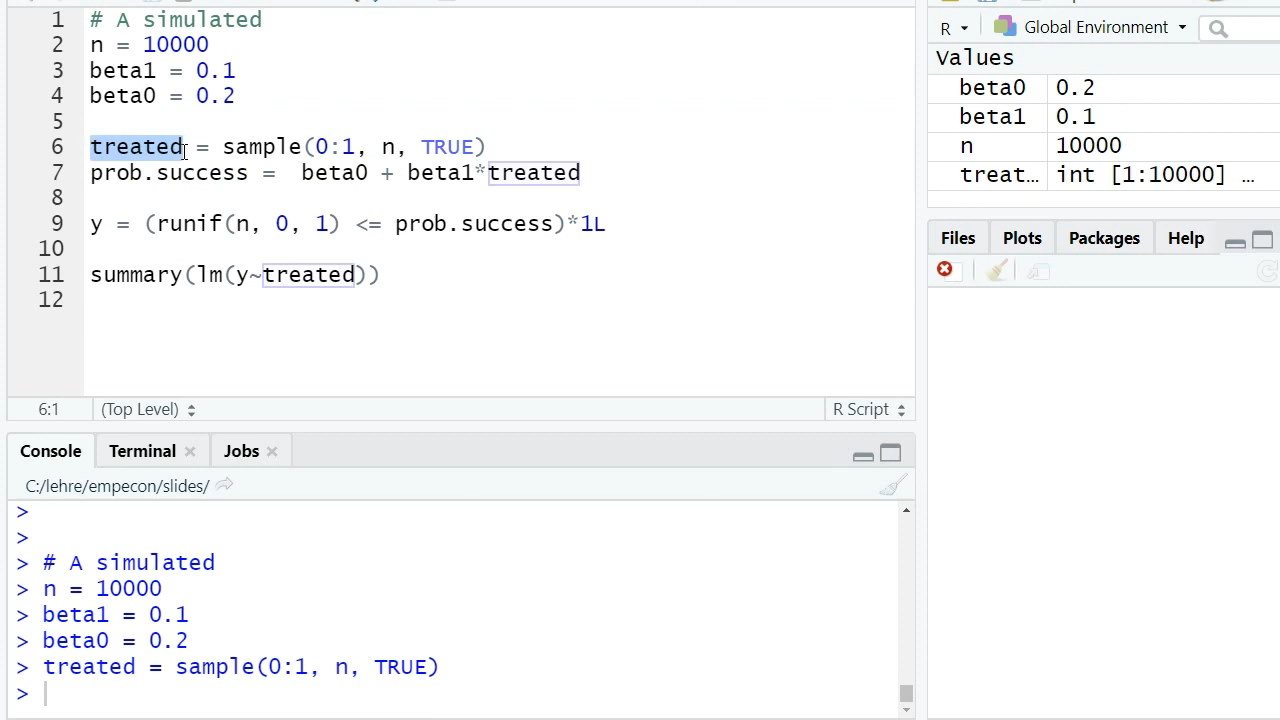 1 # A simulated
2 n = 10000
3 beta1 = 0.1
4 beta0 = 0.2
5
6 treated = sample(0:1, n, TRUE)
7 prob.success =  beta0 + beta1*treated
8
9 y = (runif(n, 0, 1) <= prob.success)*1L
10
11 summary(lm(y~treated))
12
6:1 (Top Level) R Script
Console Terminal Jobs
C:/lehre/empecon/slides/
>
>
> # A simulated
> n = 10000
> beta1 = 0.1
> beta0 = 0.2
> treated = sample(0:1, n, TRUE)
>
R Global Environment
Values
beta0 0.2
beta1 0.1
n 10000
treat… int [1:10000] …
Files Plots Packages Help